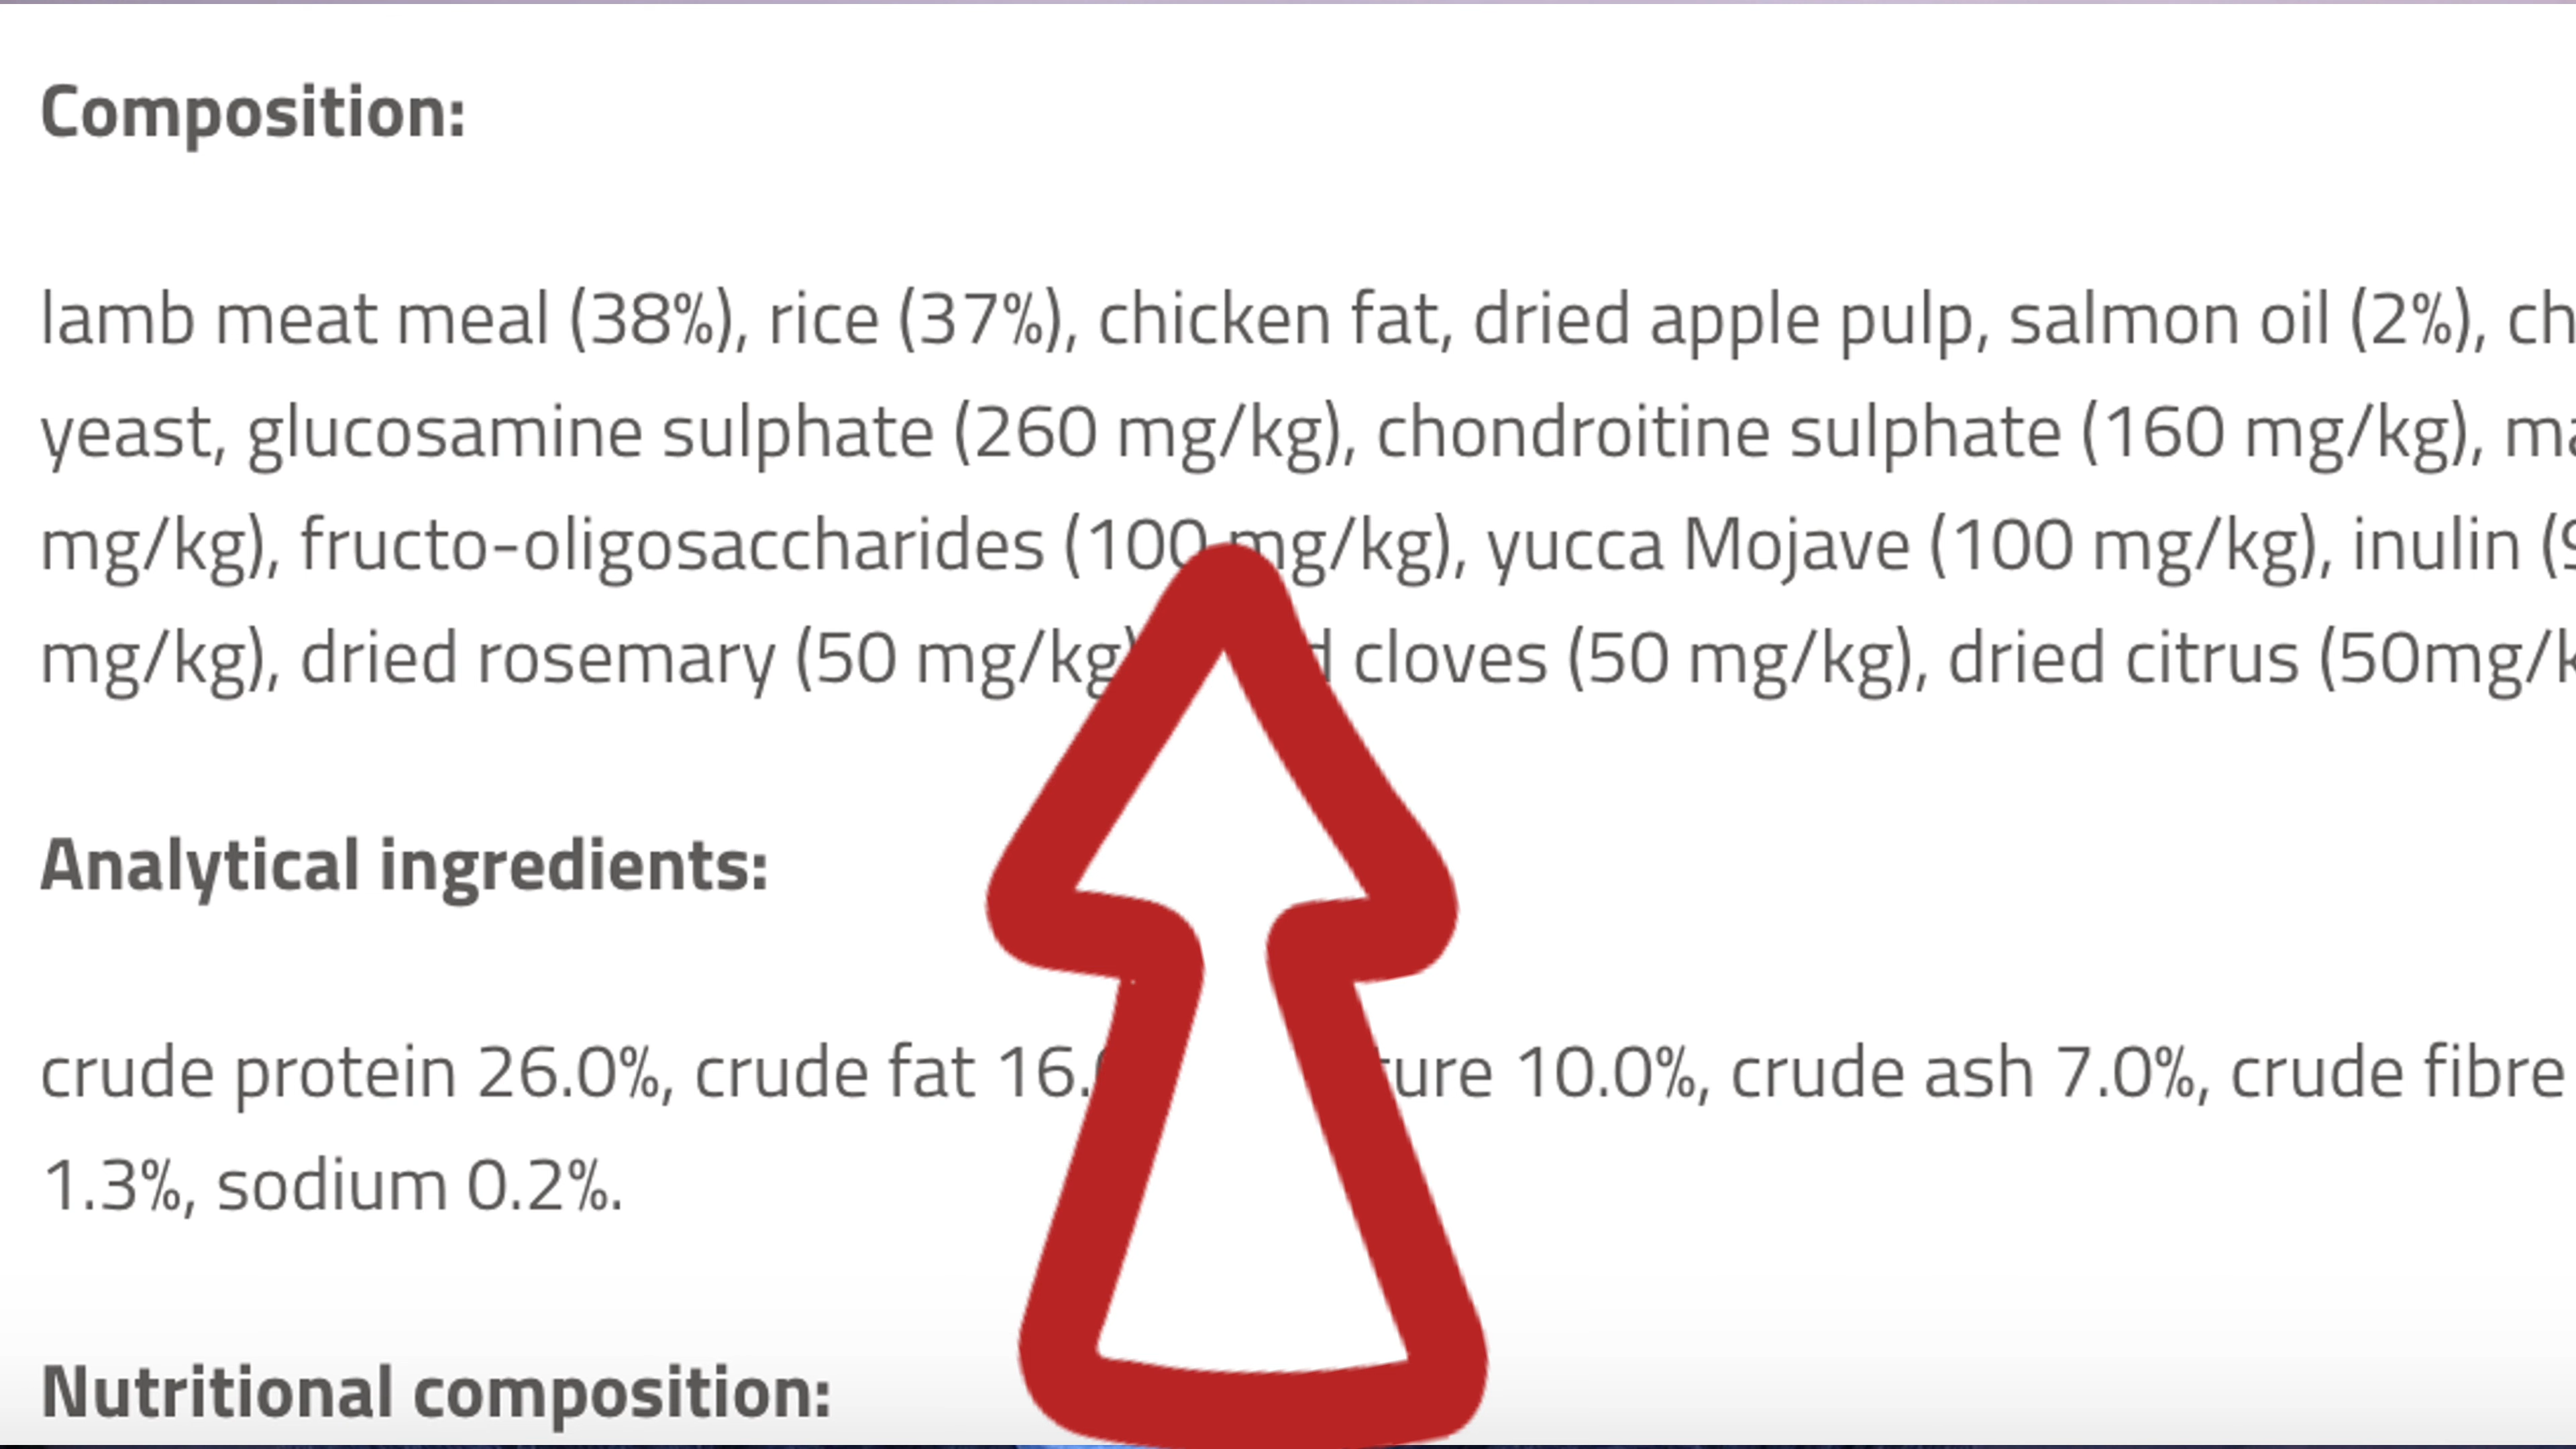 Composition:
lamb meat meal (38%), rice (37%), chicken fat, dried apple pulp, salmon oil (2%),
yeast, glucosamine sulphate (260 mg/kg), chondroitine sulphate (160 mg/kg),
mg/kg), fructo-oligosaccharides (100 mg/kg), yucca Mojave (100 mg/kg), inulin
mg/kg), dried rosemary (50 mg/kg) cloves (50 mg/kg), dried citrus
Analytical ingredients:
crude protein 26.0%, crude fat 10.0%, crude ash 7.0%, crude fibre
1.3%, sodium 0.2%.
Nutritional composition: